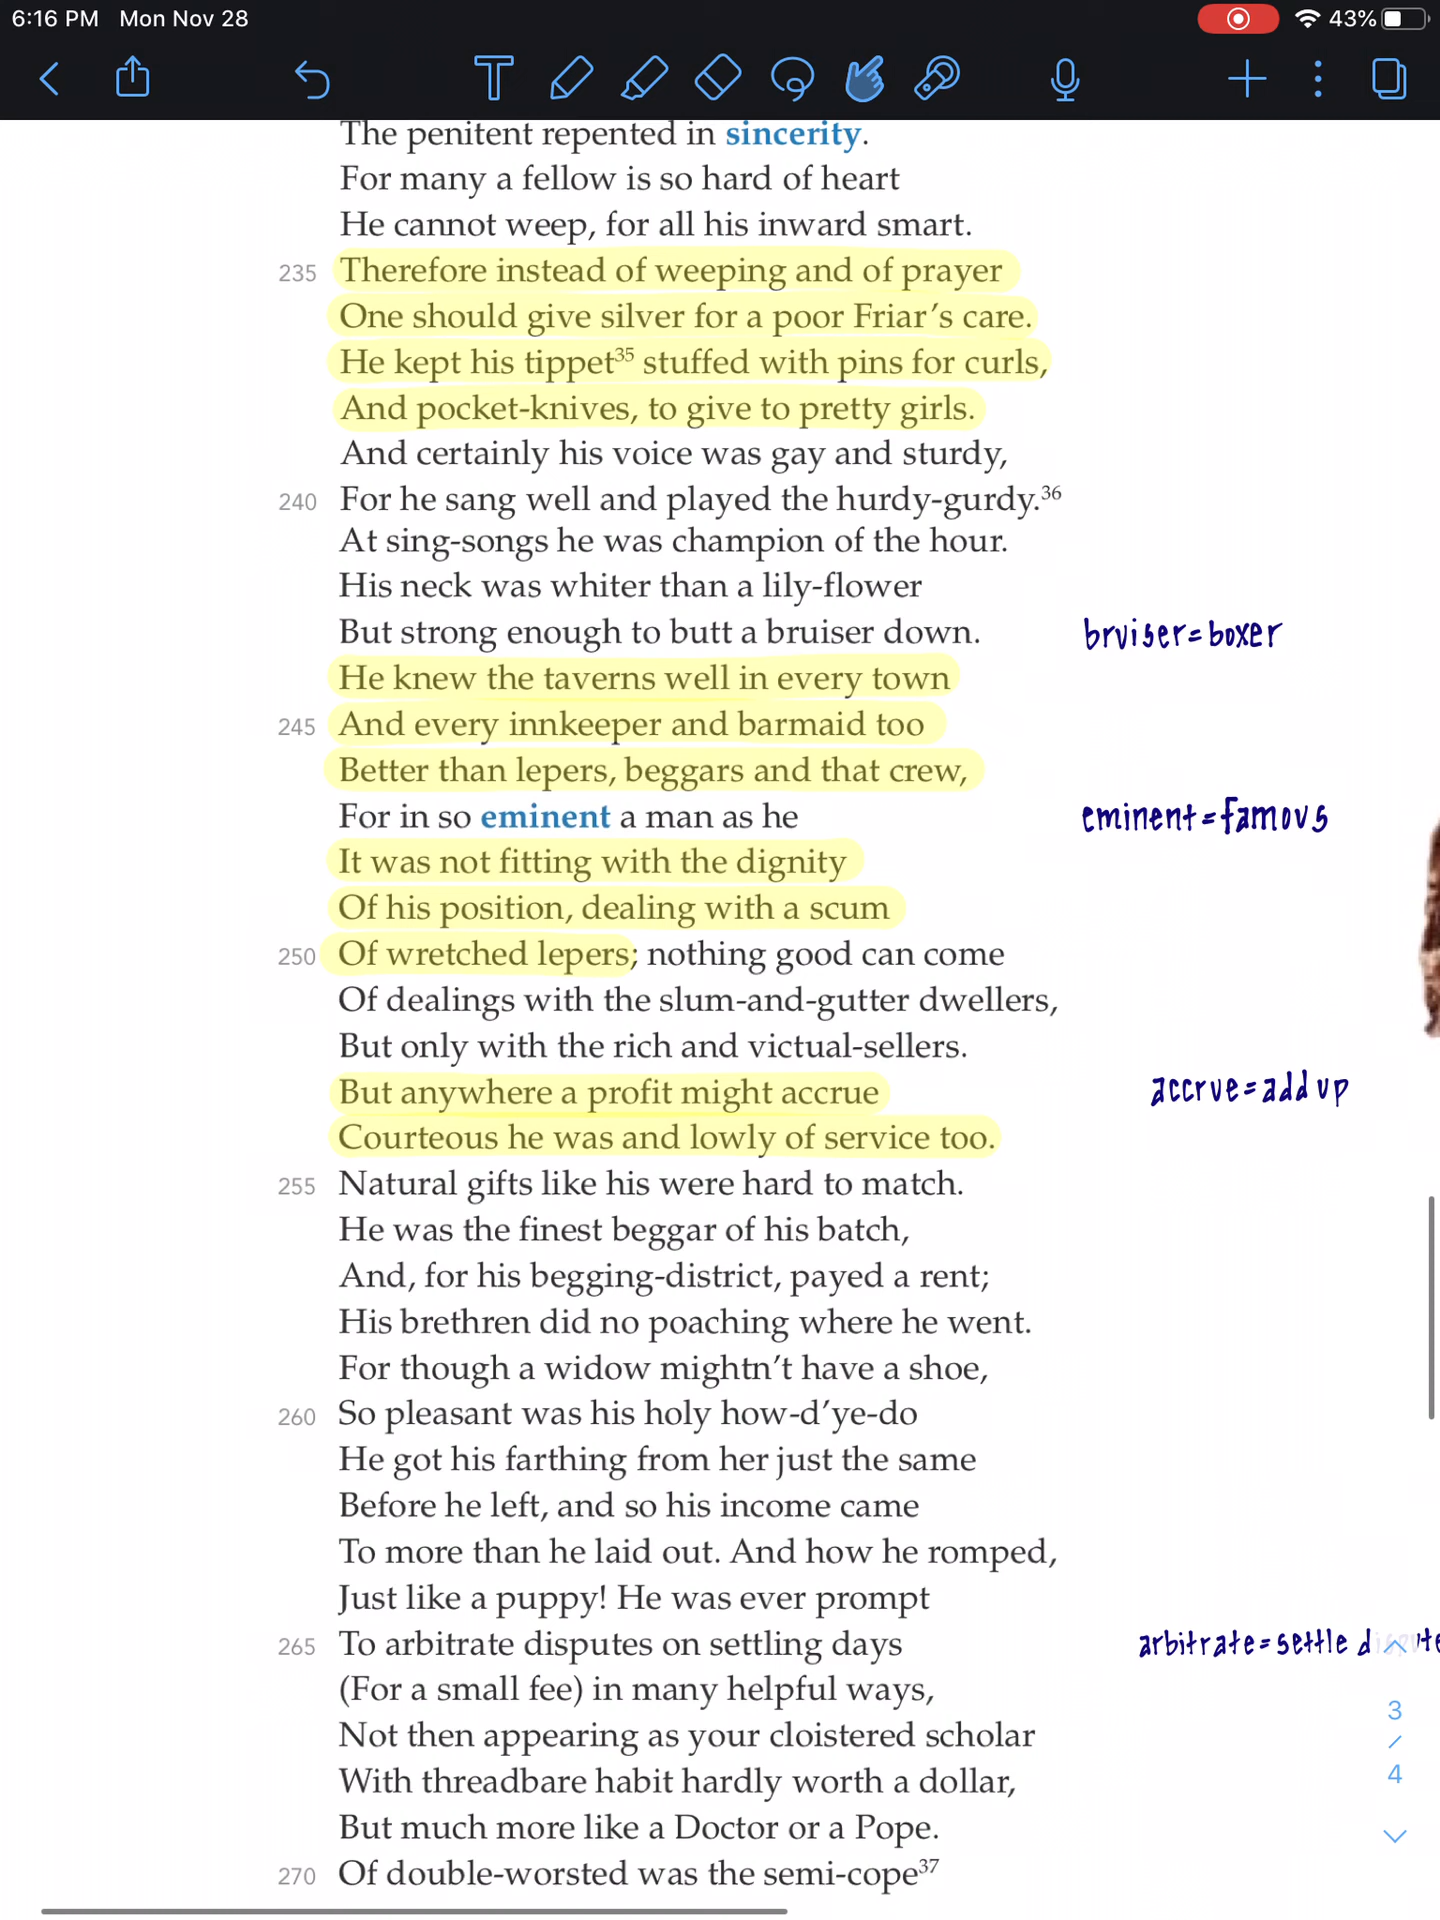 6:16 PM Mon Nov 28 43%
The penitent repented in sincerity.
For many a fellow is so hard of heart
He cannot weep, for all his inward smart.
235 Therefore instead of weeping and of prayer
One should give silver for a poor Friar's care.
He kept his tippet35 stuffed with pins for curls,
And pocket-knives, to give to pretty girls.
And certainly his voice was gay and sturdy,
240 For he sang well and played the hurdy-gurdy.36
At sing-songs he was champion of the hour.
His neck was whiter than a lily-flower
But strong enough to butt a bruiser down. bruiser=boxer
He knew the taverns well in every town
245 And every innkeeper and barmaid too
Better than lepers, beggars and that crew,
For in so eminent a man as he eminent=famous
It was not fitting with the dignity
Of his position, dealing with a scum
250 Of wretched lepers; nothing good can come
Of dealings with the slum-and-gutter dwellers,
But only with the rich and victual-sellers.
But anywhere a profit might accrue accrue=add up
Courteous he was and lowly of service too.
255 Natural gifts like his were hard to match.
He was the finest beggar of his batch,
And, for his begging-district, payed a rent;
His brethren did no poaching where he went.
For though a widow mightn't have a shoe,
260 So pleasant was his holy how-d'ye-do
He got his farthing from her just the same
Before he left, and so his income came
To more than he laid out. And how he romped,
Just like a puppy! He was ever prompt
265 To arbitrate disputes on settling days arbitrate=settle
(For a small fee) in many helpful ways,
Not then appearing as your cloistered scholar
With threadbare habit hardly worth a dollar,
But much more like a Doctor or a Pope.
270 Of double-worsted was the semi-cope37
3
/
4